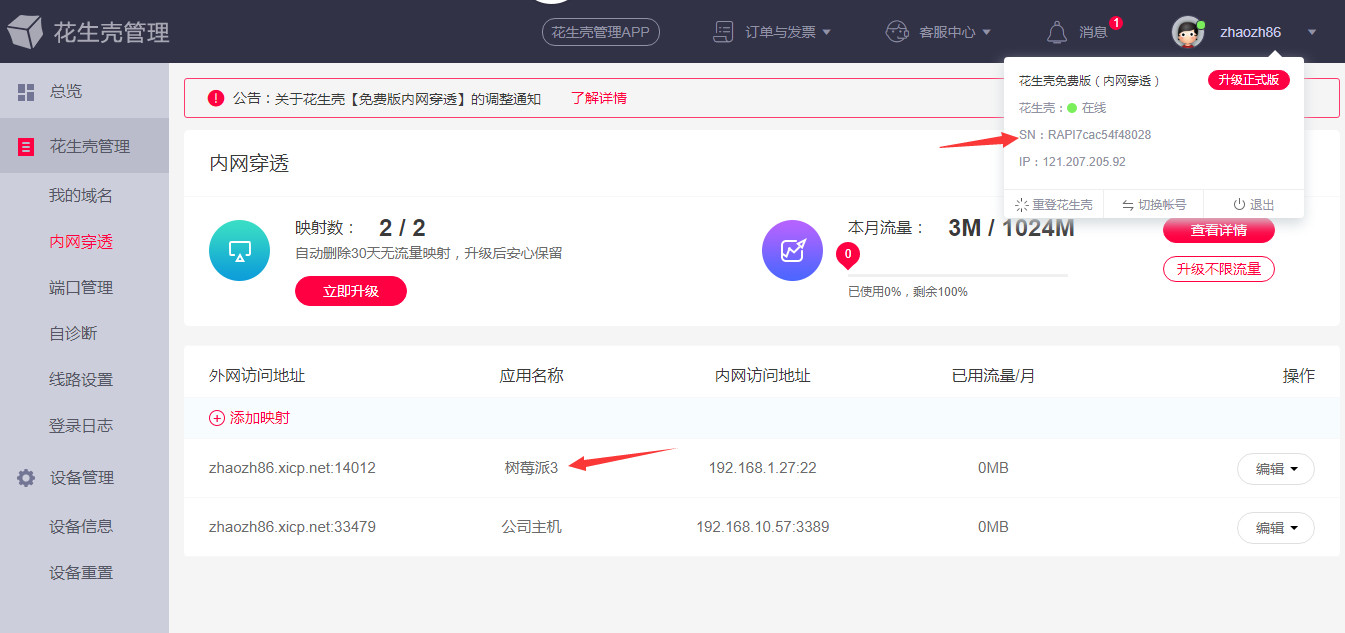 花生壳管理
花生壳管理APP
订单与发票
客服中心
消息
1
zhaozh86
总览
花生壳管理
我的域名
内网穿透
端口管理
自诊断
线路设置
登录日志
设备管理
设备信息
设备重置
公告：关于花生壳【免费版内网穿透】的调整通知 了解详情
花生壳免费版（内网穿透）
升级正式版
花生壳：在线
SN：RAPI7cac54f48028
IP：121.207.205.92
重登花生壳
切换帐号
退出
内网穿透
映射数： 2 / 2
自动删除30天无流量映射，升级后安心保留
立即升级
本月流量： 3M / 1024M
0
已使用0%，剩余100%
查看详情
升级不限流量
外网访问地址 应用名称 内网访问地址 已用流量/月 操作
添加映射
zhaozh86.xicp.net:14012 树莓派3 192.168.1.27:22 0MB 编辑
zhaozh86.xicp.net:33479 公司主机 192.168.10.57:3389 0MB 编辑